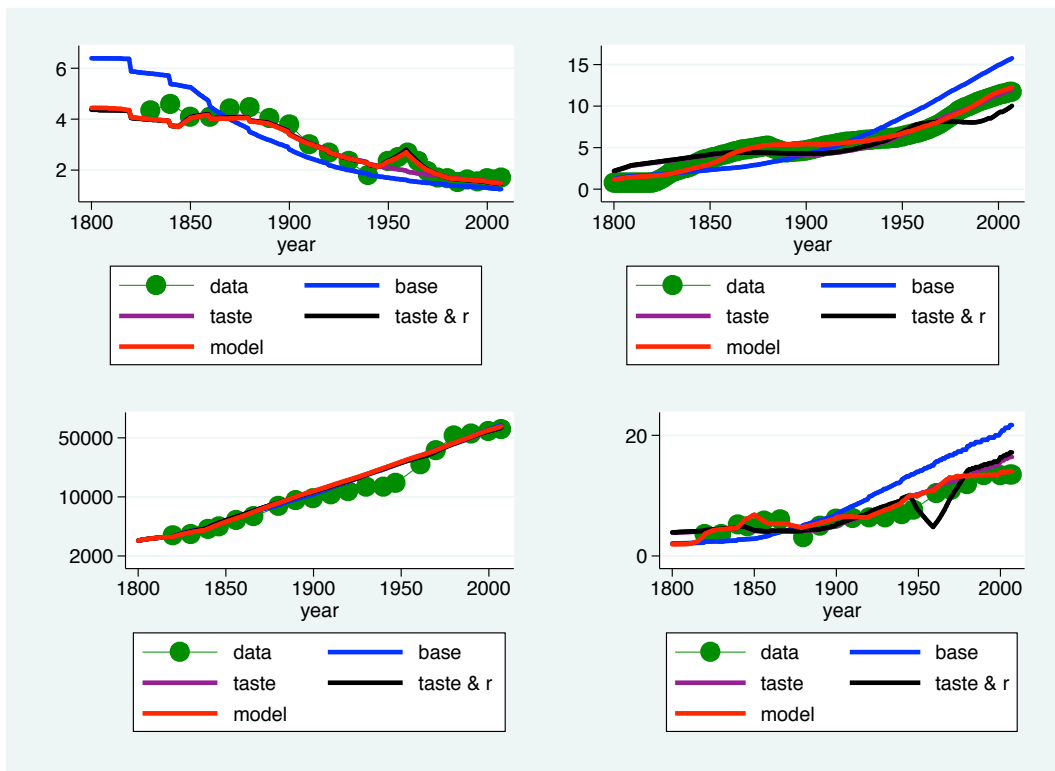 6
4
2
1800 1850 1900 1950 2000
year
data base
taste taste & r
model
15
10
5
0
1800 1850 1900 1950 2000
year
data base
taste taste & r
model
50000
10000
2000
1800 1850 1900 1950 2000
year
data base
taste taste & r
model
20
0
1800 1850 1900 1950 2000
year
data base
taste taste & r
model